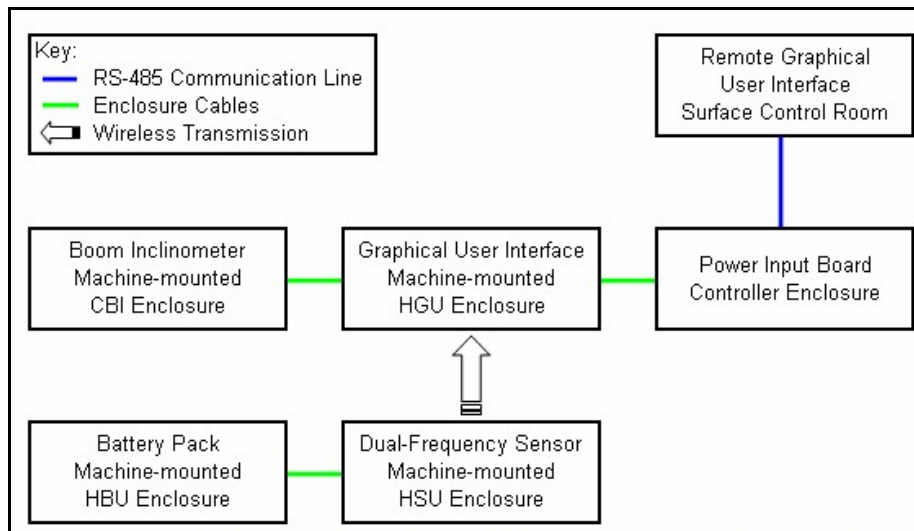 Key:
RS-485 Communication Line
Enclosure Cables
Wireless Transmission
Remote Graphical
User Interface
Surface Control Room
Boom Inclinometer
Machine-mounted
CBI Enclosure
Graphical User Interface
Machine-mounted
HGU Enclosure
Power Input Board
Controller Enclosure
Battery Pack
Machine-mounted
HBU Enclosure
Dual-Frequency Sensor
Machine-mounted
HSU Enclosure